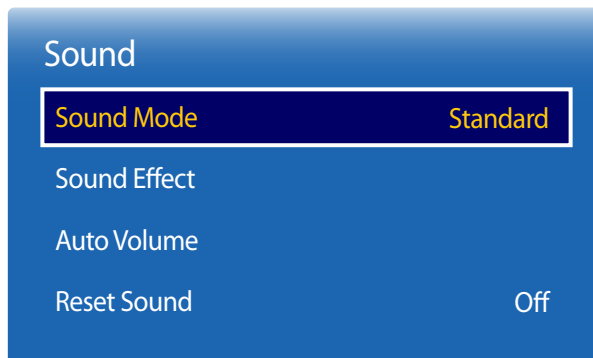 Sound
Sound Mode Standard
Sound Effect
Auto Volume
Reset Sound Off